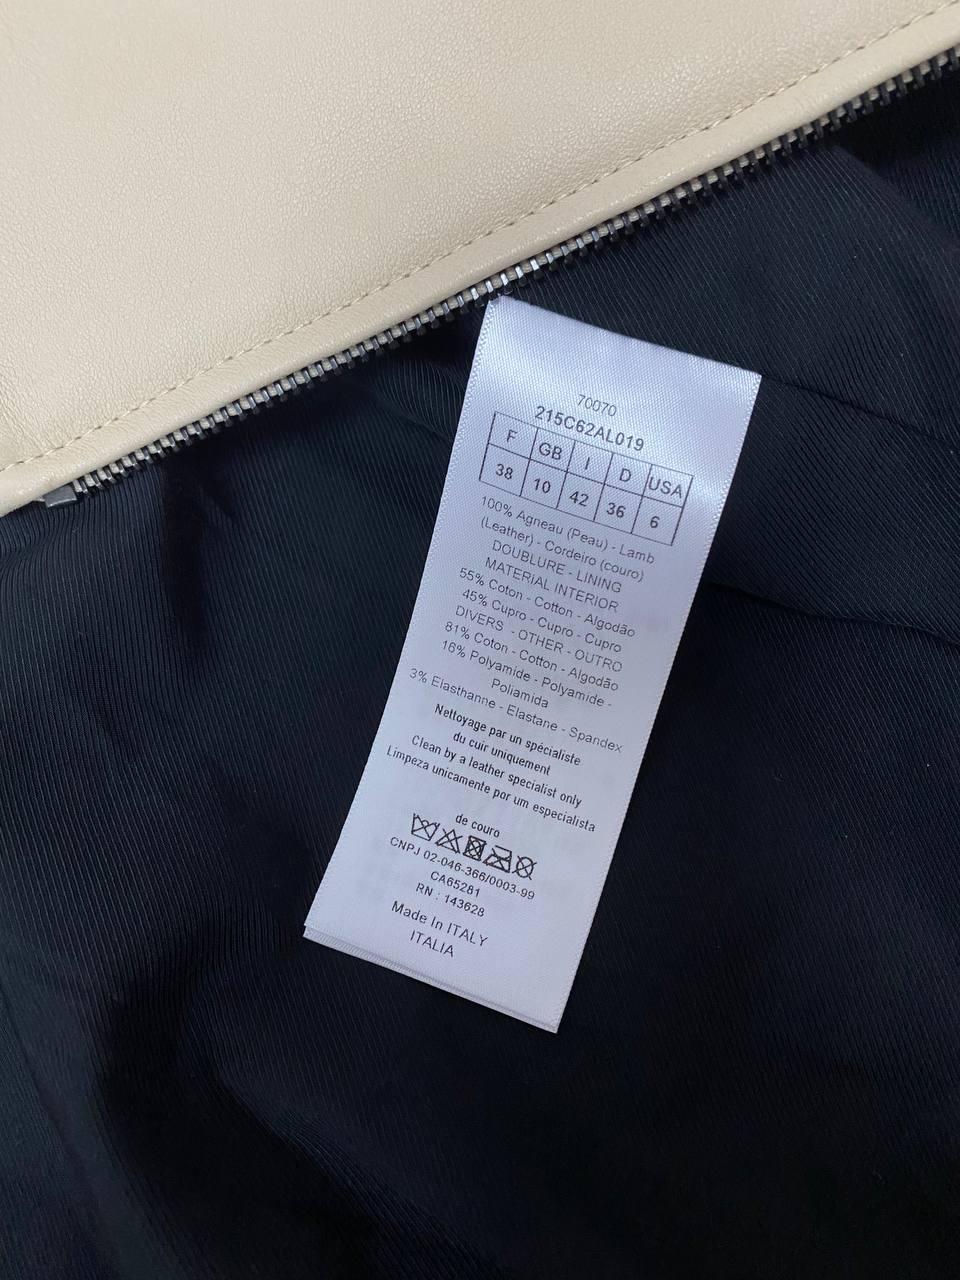 70070
215C62AL019
F GB I D USA
38 10 42 36 6
100% Agneau (Peau) - Lamb
(Leather) - Cordeiro (couro)
DOUBLURE - LINING
MATERIAL INTERIOR
55% Coton - Cotton - Algodão
45% Cupro - Cupro - Cupro
DIVERS - OTHER - OUTRO
81% Coton - Cotton - Algodão
16% Polyamide - Polyamide -
Poliamida
3% Elasthanne - Elastane - Spandex
Nettoyage par un spécialiste
du cuir uniquement
Clean by a leather specialist only
Limpeza unicamente por um especialista
de couro
CNPJ 02-046-366/0003-99
CA65281
RN : 143628
Made In ITALY
ITALIA